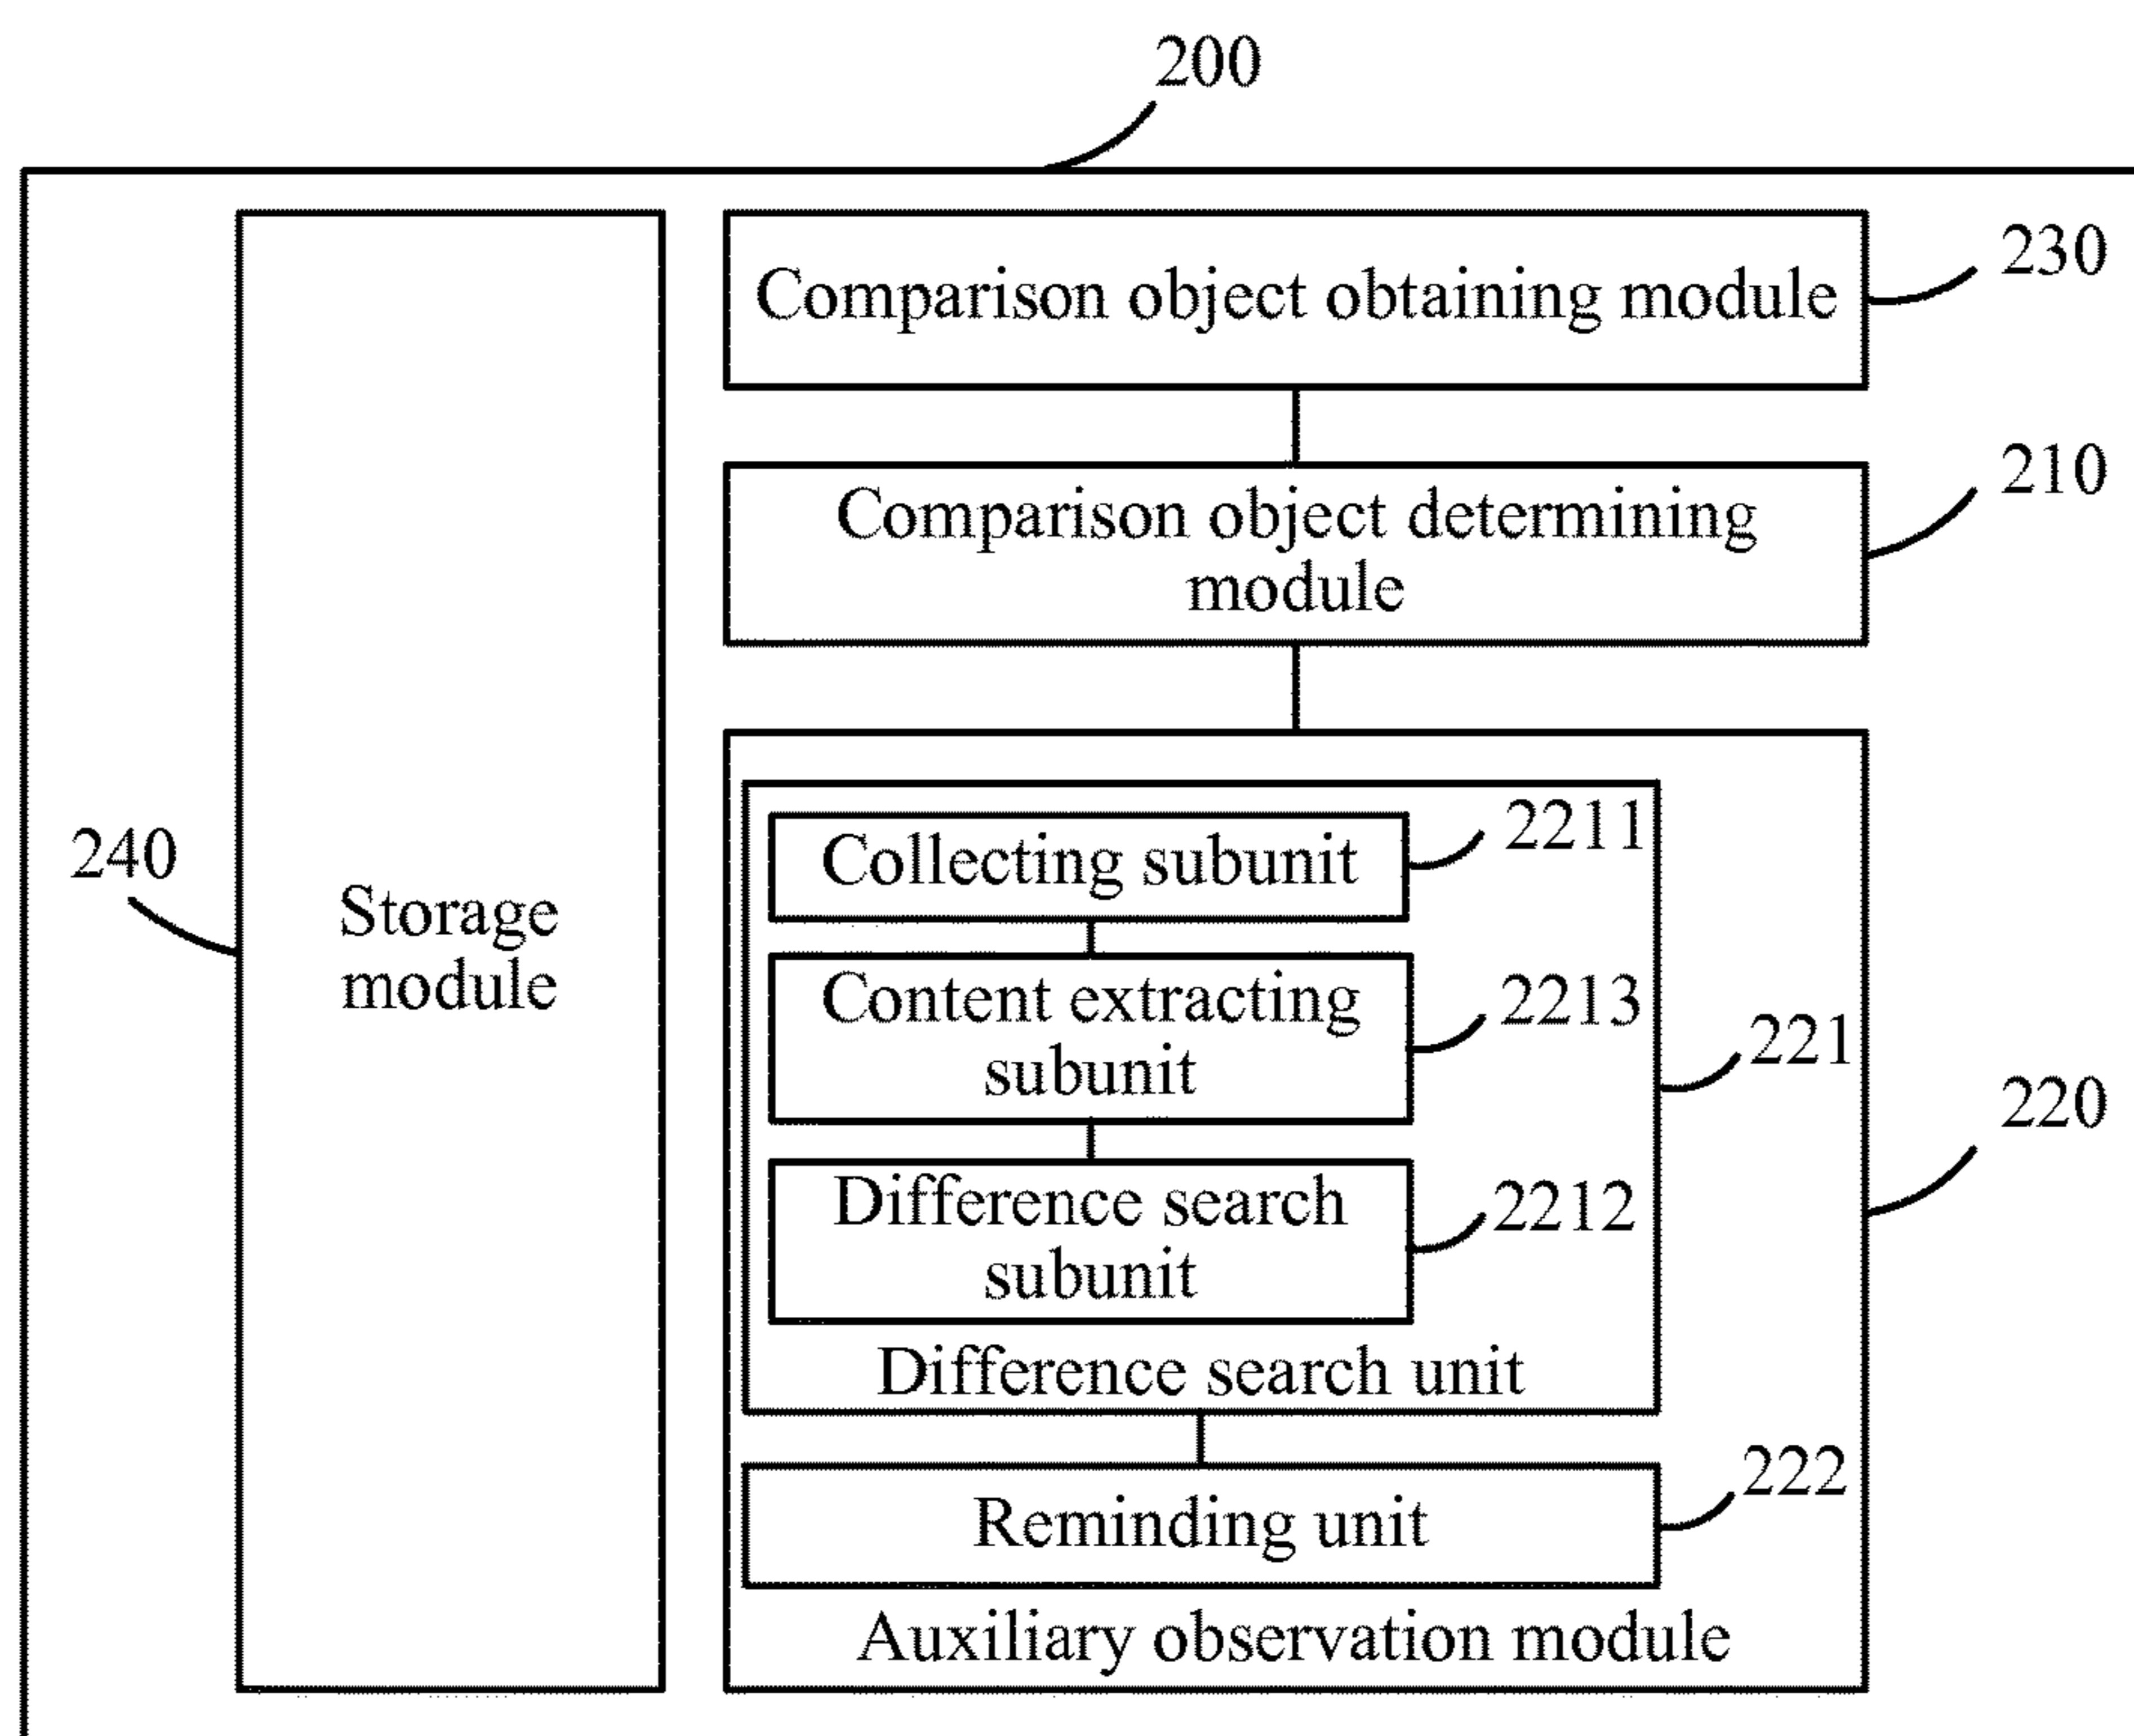 200
Comparison object obtaining module
230
Comparison object determining
module
210
240
Storage
module
Collecting subunit
2211
Content extracting
subunit
2213
221
220
Difference search
subunit
2212
Difference search unit
Reminding unit
222
Auxiliary observation module